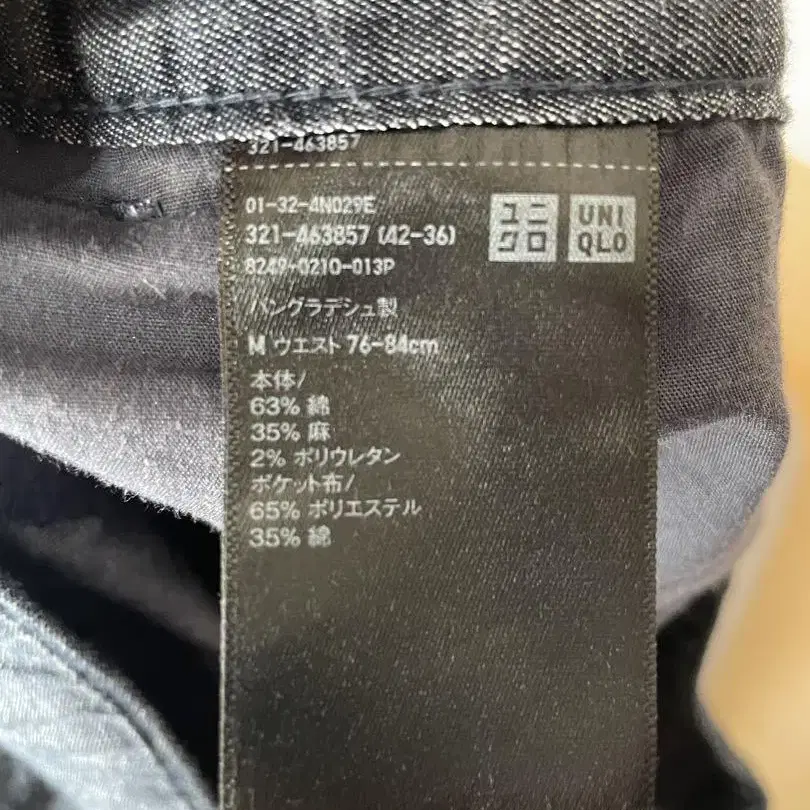 321-463857
01-32-4N029E
321-463857 (42-36)
8249-0210-013P
ユニ
クロ
UNI
QLO
バングラデシュ製
M ウエスト 76-84cm
本体/
63% 綿
35% 麻
2% ポリウレタン
ポケット布/
65% ポリエステル
35% 綿